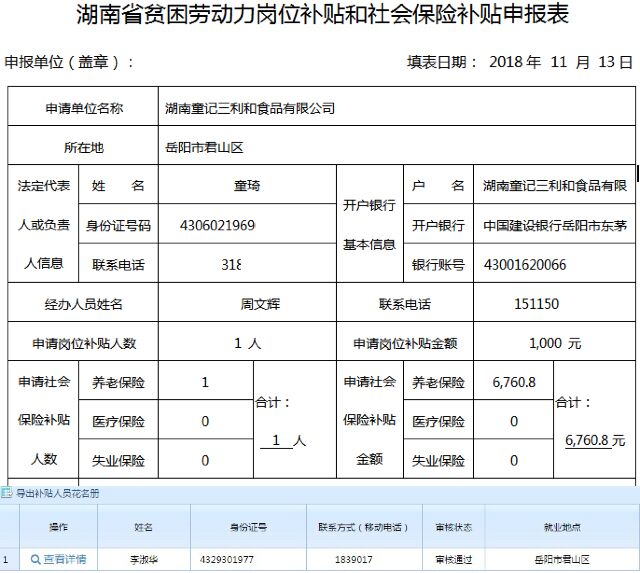 湖南省贫困劳动力岗位补贴和社会保险补贴申报表
申报单位（盖章）： 填表日期： 2018 年 11 月 13 日
申请单位名称 湖南童记三利和食品有限公司
所在地 岳阳市君山区
法定代表人或负责人信息 姓 名 童琦 开户银行基本信息 户 名 湖南童记三利和食品有限
身份证号码 4306021969 开户银行 中国建设银行岳阳市东茅
联系电话 318 银行账号 43001620066
经办人员姓名 周文辉 联系电话 151150
申请岗位补贴人数 1 人 申请岗位补贴金额 1,000 元
申请社会保险补贴人数 养老保险 1 合计： 1 人 申请社会保险补贴金额 养老保险 6,760.8 合计： 6,760.8 元
医疗保险 0 医疗保险 0
失业保险 0 失业保险 0
导出补贴人员花名册
操作 姓名 身份证号 联系方式（移动电话） 审核状态 就业地点
1 查看详情 李淑华 4329301977 1839017 审核通过 岳阳市君山区